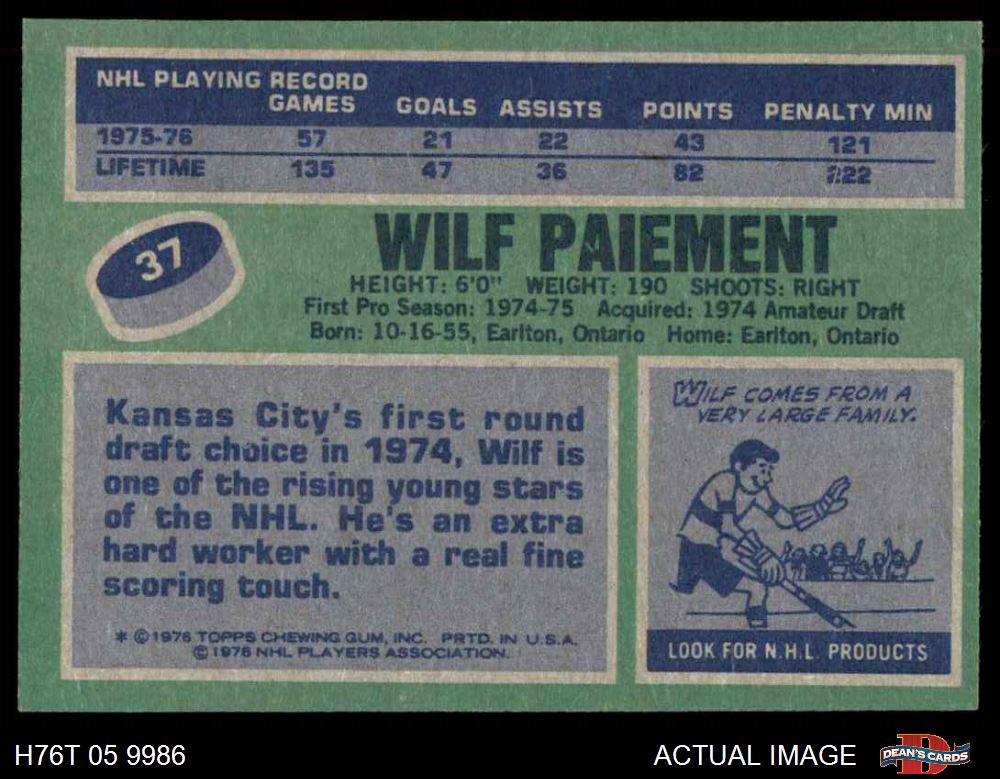 NHL PLAYING RECORD
GAMES GOALS ASSISTS POINTS PENALTY MIN
1975-76 57 21 22 43 121
LIFETIME 135 47 36 82 222
37
WILF PAIEMENT
HEIGHT: 6'0" WEIGHT: 190 SHOOTS: RIGHT
First Pro Season: 1974-75 Acquired: 1974 Amateur Draft
Born: 10-16-55, Earlton, Ontario Home: Earlton, Ontario
Kansas City's first round
draft choice in 1974, Wilf is
one of the rising young stars
of the NHL. He's an extra
hard worker with a real fine
scoring touch.
* © 1976 TOPPS CHEWING GUM, INC. PRTD. IN U.S.A.
© 1976 NHL PLAYERS ASSOCIATION.
WILF COMES FROM A
VERY LARGE FAMILY.
LOOK FOR N.H.L. PRODUCTS
H76T 05 9986
ACTUAL IMAGE
D
DEAN'S CARDS